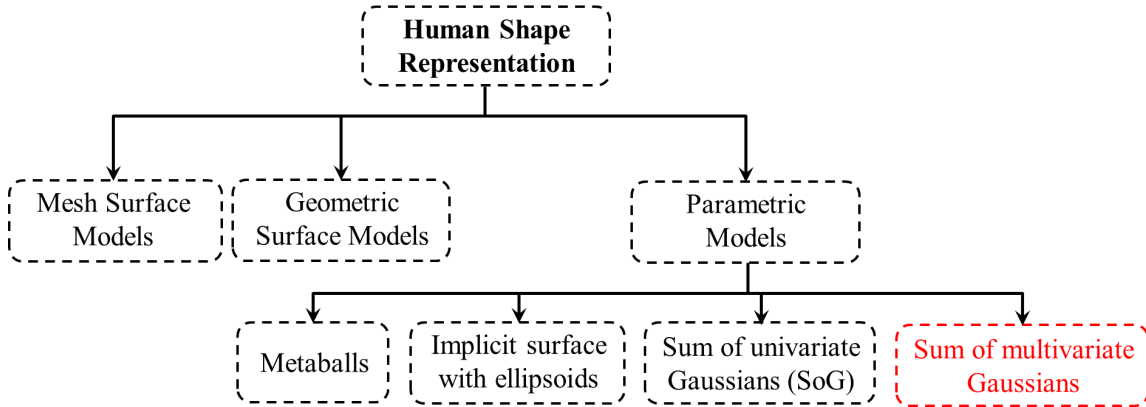 Human Shape
Representation
Mesh Surface
Models
Geometric
Surface Models
Parametric
Models
Metaballs
Implicit surface
with ellipsoids
Sum of univariate
Gaussians (SoG)
Sum of multivariate
Gaussians